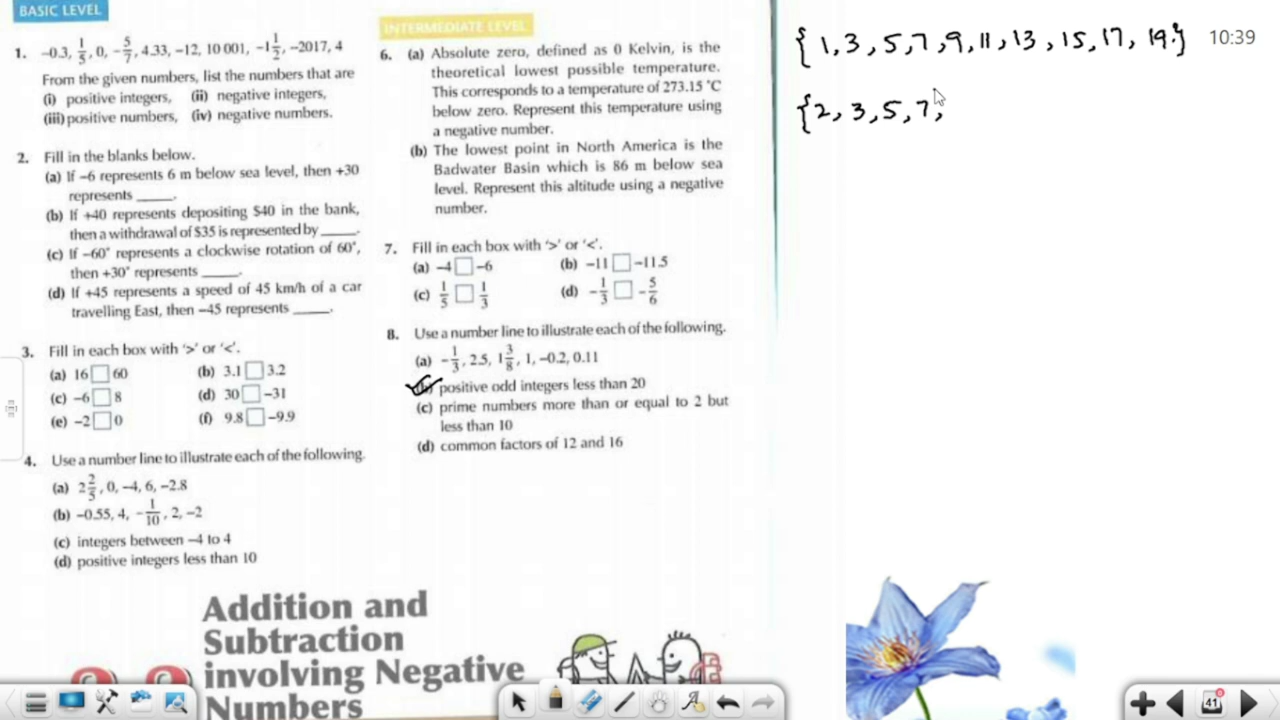 BASIC LEVEL
1. −0.3, 1/5, 0, −5/7, 4.33, −12, 10 001, −1 1/2, −2017, 4
From the given numbers, list the numbers that are
(i) positive integers, (ii) negative integers,
(iii) positive numbers, (iv) negative numbers.
2. Fill in the blanks below.
(a) If −6 represents 6 m below sea level, then +30
represents _____.
(b) If +40 represents depositing $40 in the bank,
then a withdrawal of $35 is represented by _____.
(c) If −60° represents a clockwise rotation of 60°,
then +30° represents _____.
(d) If +45 represents a speed of 45 km/h of a car
travelling East, then −45 represents _____.
3. Fill in each box with ‘>’ or ‘<’.
(a) 16 □ 60 (b) 3.1 □ 3.2
(c) −6 □ 8 (d) 30 □ −31
(e) −2 □ 0 (f) 9.8 □ −9.9
4. Use a number line to illustrate each of the following.
(a) 2 2/5, 0, −4, 6, −2.8
(b) −0.55, 4, −1/10, 2, −2
(c) integers between −4 to 4
(d) positive integers less than 10
INTERMEDIATE LEVEL
6. (a) Absolute zero, defined as 0 Kelvin, is the
theoretical lowest possible temperature.
This corresponds to a temperature of 273.15 °C
below zero. Represent this temperature using
a negative number.
(b) The lowest point in North America is the
Badwater Basin which is 86 m below sea
level. Represent this altitude using a negative
number.
7. Fill in each box with ‘>’ or ‘<’.
(a) −4 □ −6 (b) −11 □ −11.5
(c) 1/5 □ 1/3 (d) −1/3 □ −5/6
8. Use a number line to illustrate each of the following.
(a) −1/3, 2.5, 1 3/8, 1, −0.2, 0.11
positive odd integers less than 20
(c) prime numbers more than or equal to 2 but
less than 10
(d) common factors of 12 and 16
Addition and
Subtraction
involving Negative
Numbers
{1, 3, 5, 7, 9, 11, 13, 15, 17, 19.}
10:39
{2, 3, 5, 7,
41